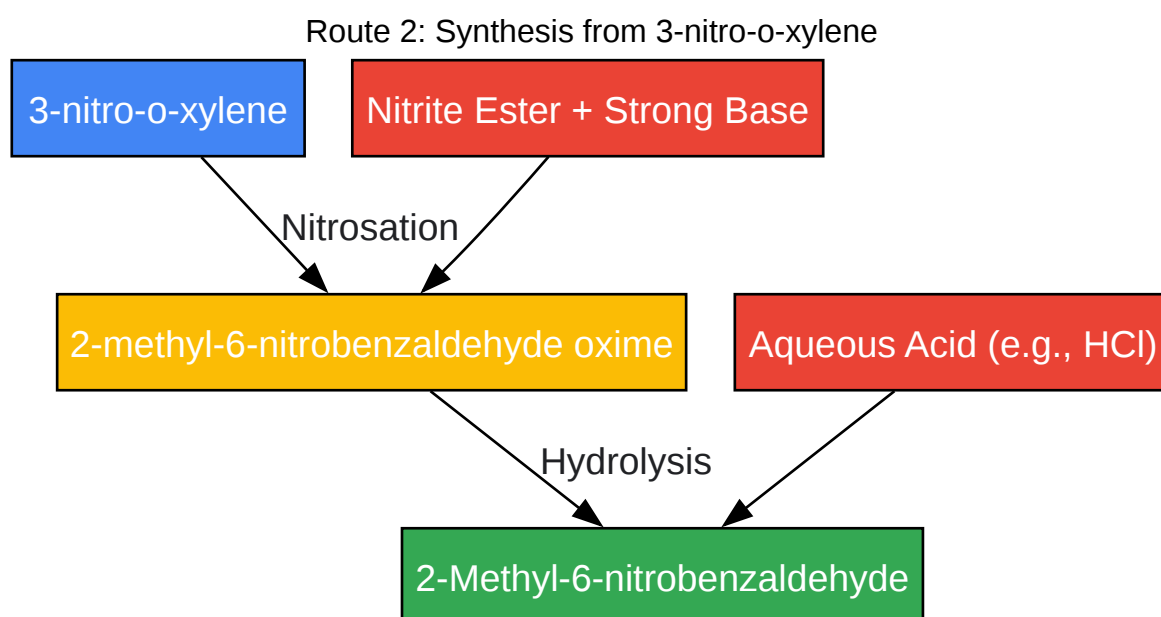 Route 2: Synthesis from 3-nitro-o-xylene
3-nitro-o-xylene
Nitrite Ester + Strong Base
Nitrosation
2-methyl-6-nitrobenzaldehyde oxime
Aqueous Acid (e.g., HCl)
Hydrolysis
2-Methyl-6-nitrobenzaldehyde